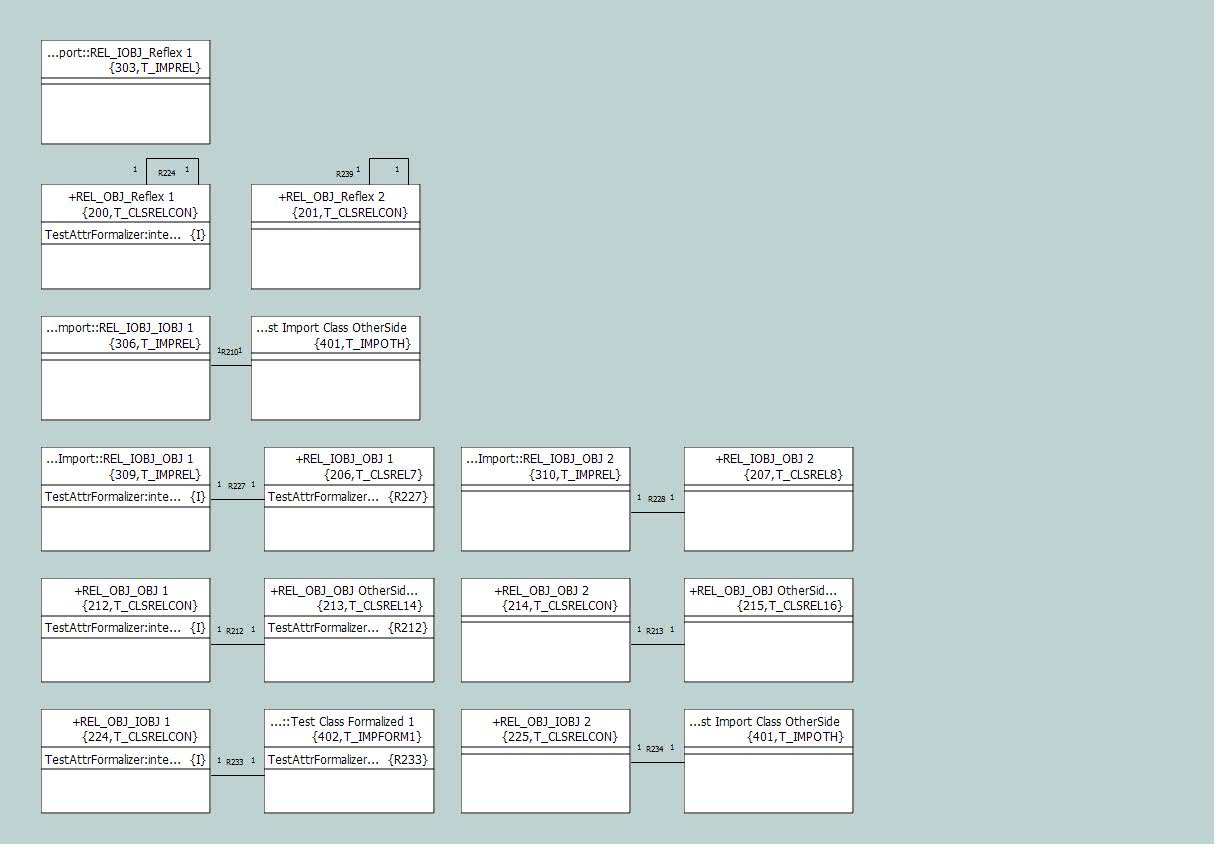 ...port::REL_IOBJ_Reflex 1
{303,T_IMPREL}
1 R224 1
R239 1 1
+REL_OBJ_Reflex 1
{200,T_CLSRELCON}
TestAttrFormalizer:inte... {I}
+REL_OBJ_Reflex 2
{201,T_CLSRELCON}
...mport::REL_IOBJ_IOBJ 1
{306,T_IMPREL}
1R2101
...st Import Class OtherSide
{401,T_IMPOTH}
...Import::REL_IOBJ_OBJ 1
{309,T_IMPREL}
TestAttrFormalizer:inte... {I}
1 R227 1
+REL_IOBJ_OBJ 1
{206,T_CLSREL7}
TestAttrFormalizer... {R227}
...Import::REL_IOBJ_OBJ 2
{310,T_IMPREL}
1 R228 1
+REL_IOBJ_OBJ 2
{207,T_CLSREL8}
+REL_OBJ_OBJ 1
{212,T_CLSRELCON}
TestAttrFormalizer:inte... {I}
1 R212 1
+REL_OBJ_OBJ OtherSid...
{213,T_CLSREL14}
TestAttrFormalizer... {R212}
+REL_OBJ_OBJ 2
{214,T_CLSRELCON}
1 R213 1
+REL_OBJ_OBJ OtherSid...
{215,T_CLSREL16}
+REL_OBJ_IOBJ 1
{224,T_CLSRELCON}
TestAttrFormalizer:inte... {I}
1 R233 1
...::Test Class Formalized 1
{402,T_IMPFORM1}
TestAttrFormalizer... {R233}
+REL_OBJ_IOBJ 2
{225,T_CLSRELCON}
1 R234 1
...st Import Class OtherSide
{401,T_IMPOTH}